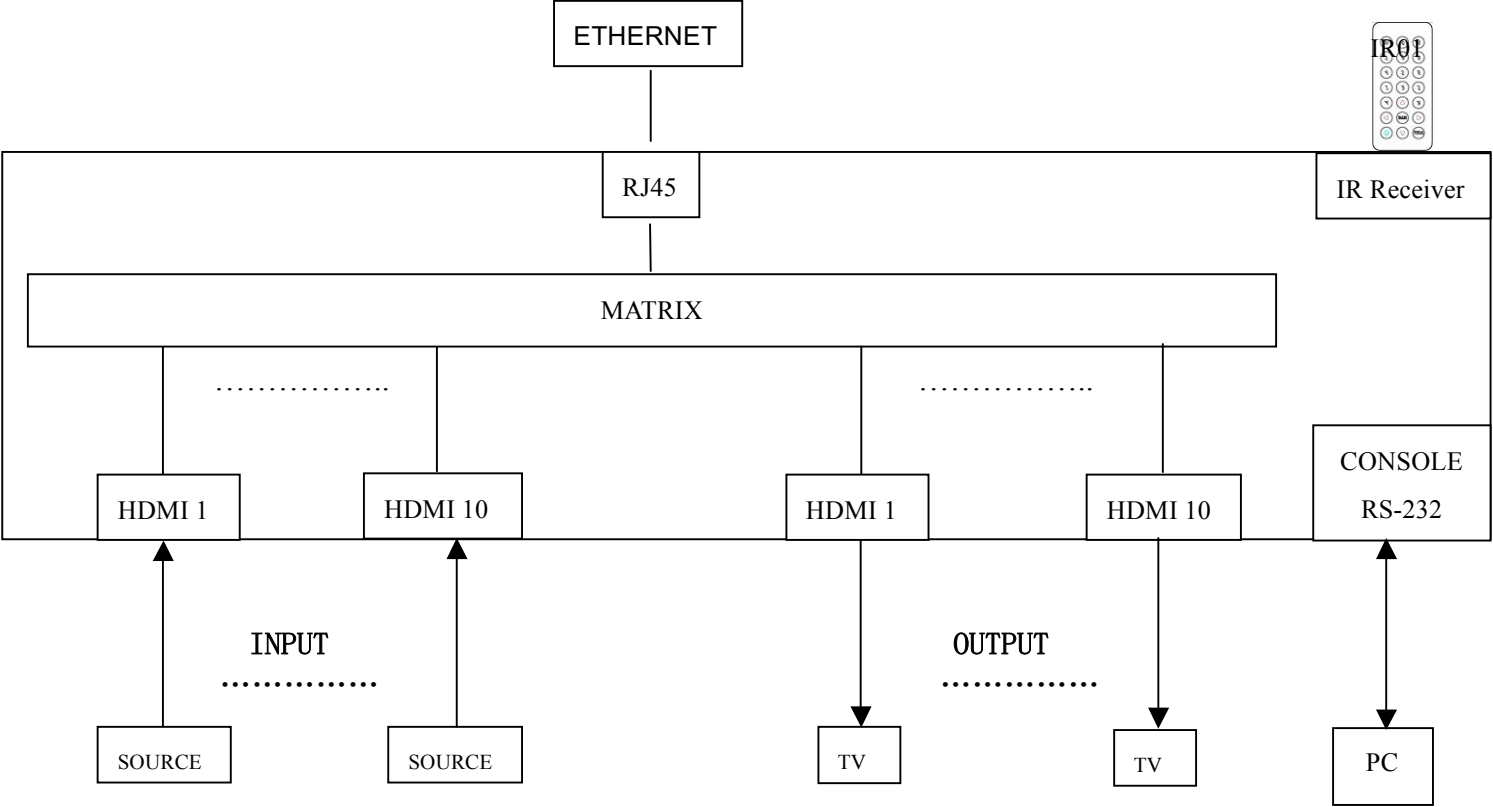 ETHERNET
IR01
RJ45
IR Receiver
MATRIX
……………..
……………..
CONSOLE
RS-232
HDMI 1
HDMI 10
HDMI 1
HDMI 10
INPUT
OUTPUT
……………
……………
SOURCE
SOURCE
TV
TV
PC